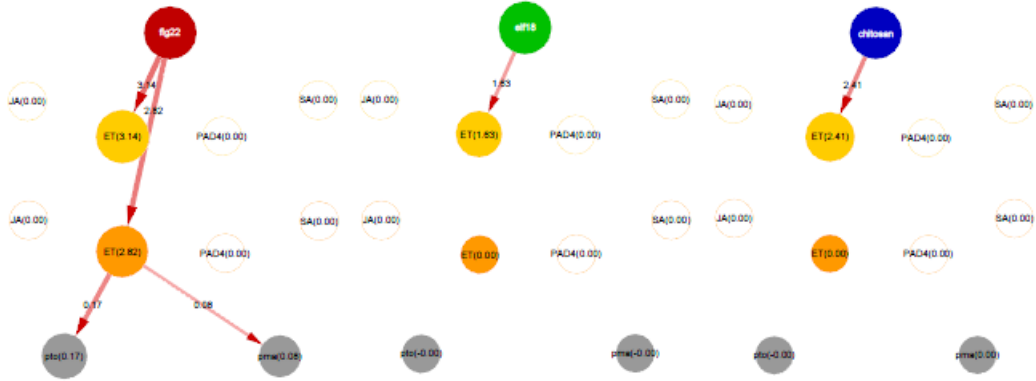 flg22
elf18
chitosan
3.14
1.63
2.41
JA(0.00)
SA(0.00)
JA(0.00)
SA(0.00)
JA(0.00)
SA(0.00)
2.82
ET(3.14)
PAD4(0.00)
ET(1.63)
PAD4(0.00)
ET(2.41)
PAD4(0.00)
JA(0.00)
SA(0.00)
JA(0.00)
SA(0.00)
JA(0.00)
SA(0.00)
ET(2.82)
PAD4(0.00)
ET(0.00)
PAD4(0.00)
ET(0.00)
PAD4(0.00)
0.17
0.08
pto(0.17)
pma(0.08)
pto(-0.00)
pma(-0.00)
pto(-0.00)
pma(0.00)